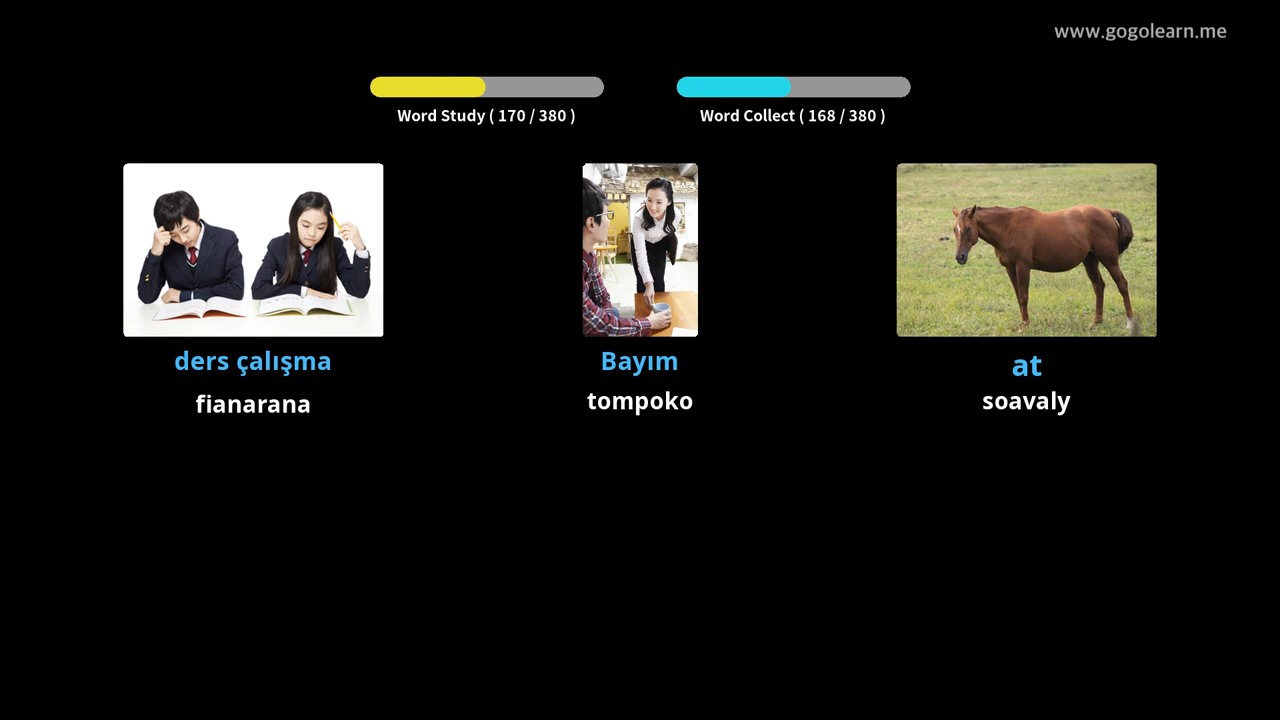 www.gogolearn.me
Word Study ( 170 / 380 )
Word Collect ( 168 / 380 )
ders çalışma
fianarana
Bayım
tompoko
at
soavaly